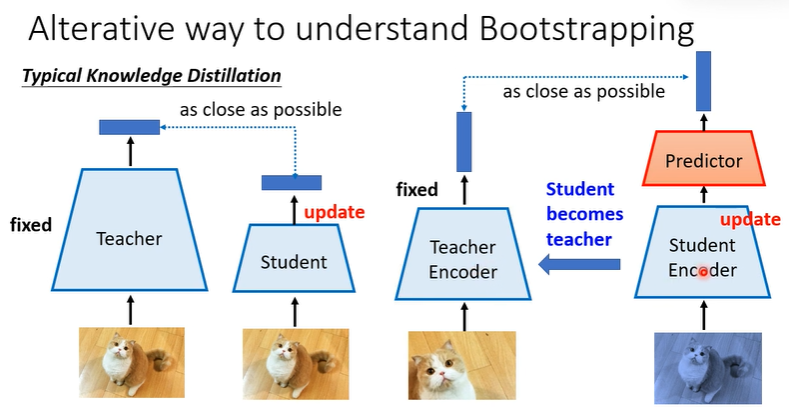 Alterative way to understand Bootstrapping
Typical Knowledge Distillation
as close as possible
fixed
Teacher
update
Student
as close as possible
fixed
Teacher
Encoder
Student
becomes
teacher
Predictor
update
Student
Encoder